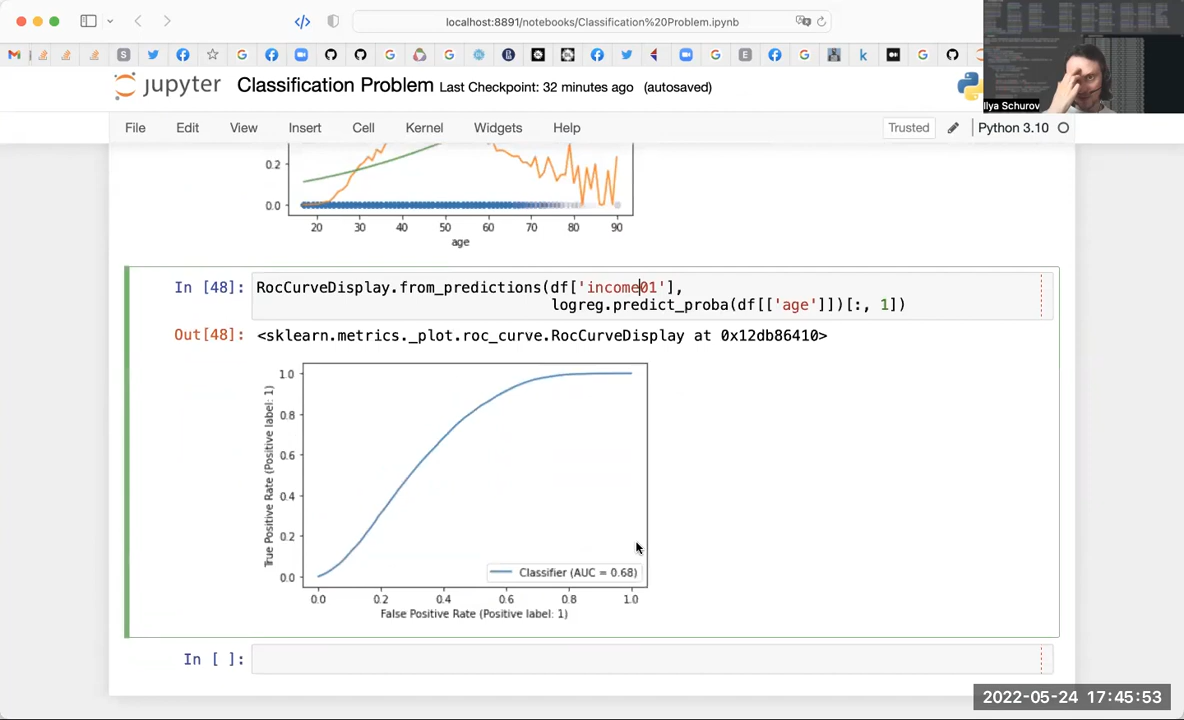 localhost:8891/notebooks/Classification%20Problem.ipynb
jupyter Classification Problem Last Checkpoint: 32 minutes ago (autosaved)
Ilya Schurov
File Edit View Insert Cell Kernel Widgets Help Trusted Python 3.10
0.2
0.0
20 30 40 50 60 70 80 90
age
In [48]: RocCurveDisplay.from_predictions(df['income01'],
logreg.predict_proba(df[['age']])[:, 1])
Out[48]: <sklearn.metrics._plot.roc_curve.RocCurveDisplay at 0x12db86410>
True Positive Rate (Positive label: 1)
1.0
0.8
0.6
0.4
0.2
0.0
Classifier (AUC = 0.68)
0.0 0.2 0.4 0.6 0.8 1.0
False Positive Rate (Positive label: 1)
In [ ]:
2022-05-24 17:45:53